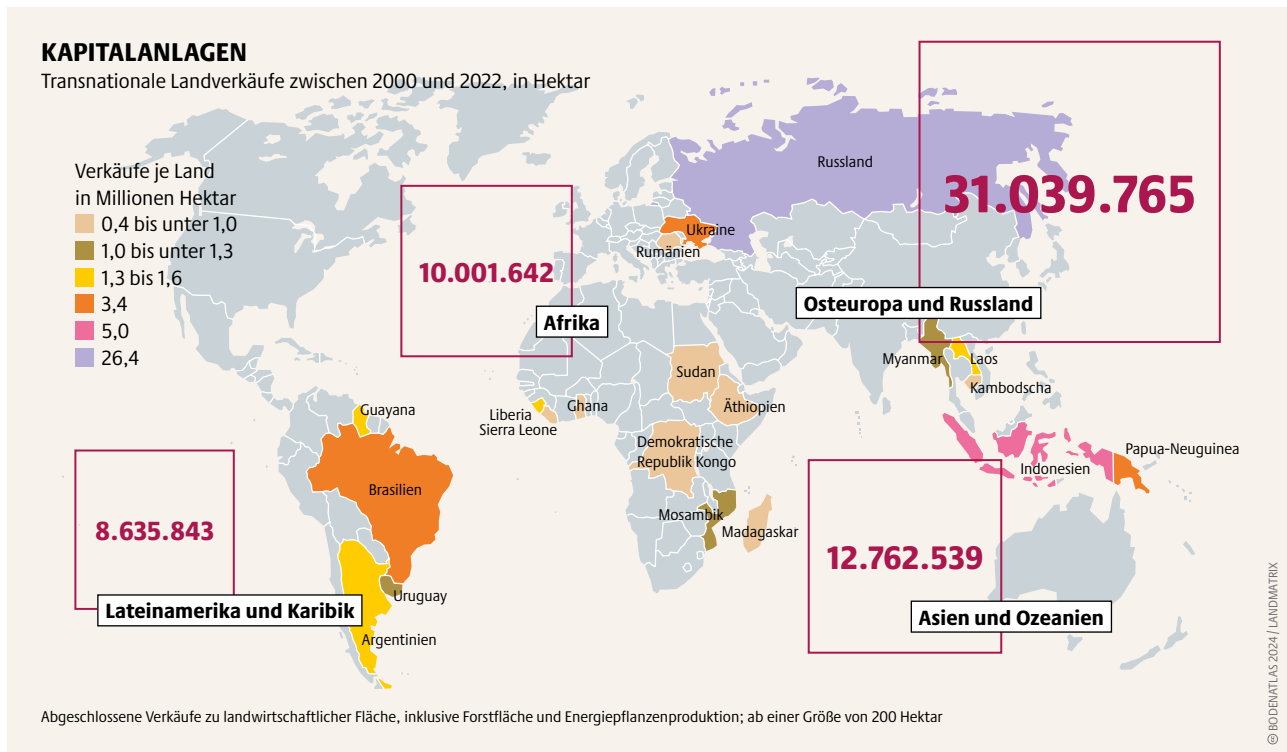 KAPITALANLAGEN
Transnationale Landverkäufe zwischen 2000 und 2022, in Hektar
Verkäufe je Land
in Millionen Hektar
0,4 bis unter 1,0
1,0 bis unter 1,3
1,3 bis 1,6
3,4
5,0
26,4
Russland
31.039.765
Osteuropa und Russland
Ukraine
Rumänien
10.001.642
Afrika
Myanmar
Laos
Kambodscha
Sudan
Äthiopien
Ghana
Liberia
Sierra Leone
Demokratische
Republik Kongo
Mosambik
Madagaskar
Guayana
Brasilien
Uruguay
Argentinien
8.635.843
Lateinamerika und Karibik
Indonesien
Papua-Neuguinea
12.762.539
Asien und Ozeanien
Abgeschlossene Verkäufe zu landwirtschaftlicher Fläche, inklusive Forstfläche und Energiepflanzenproduktion; ab einer Größe von 200 Hektar
BODENATLAS 2024 / LANDMATRIX